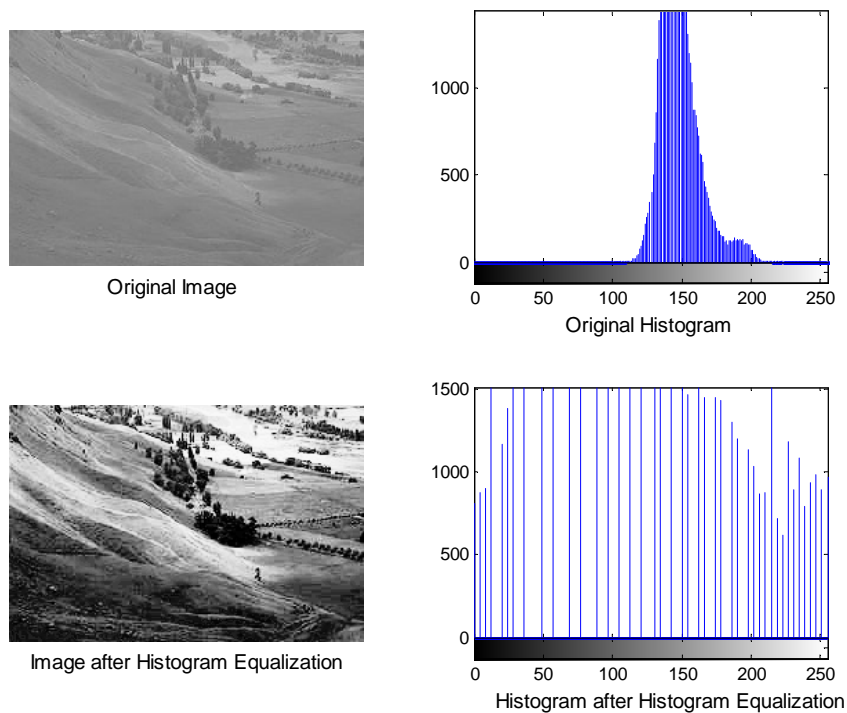 1000
500
0
0 50 100 150 200 250
Original Image
Original Histogram
1500
1000
500
0
0 50 100 150 200 250
Image after Histogram Equalization
Histogram after Histogram Equalization